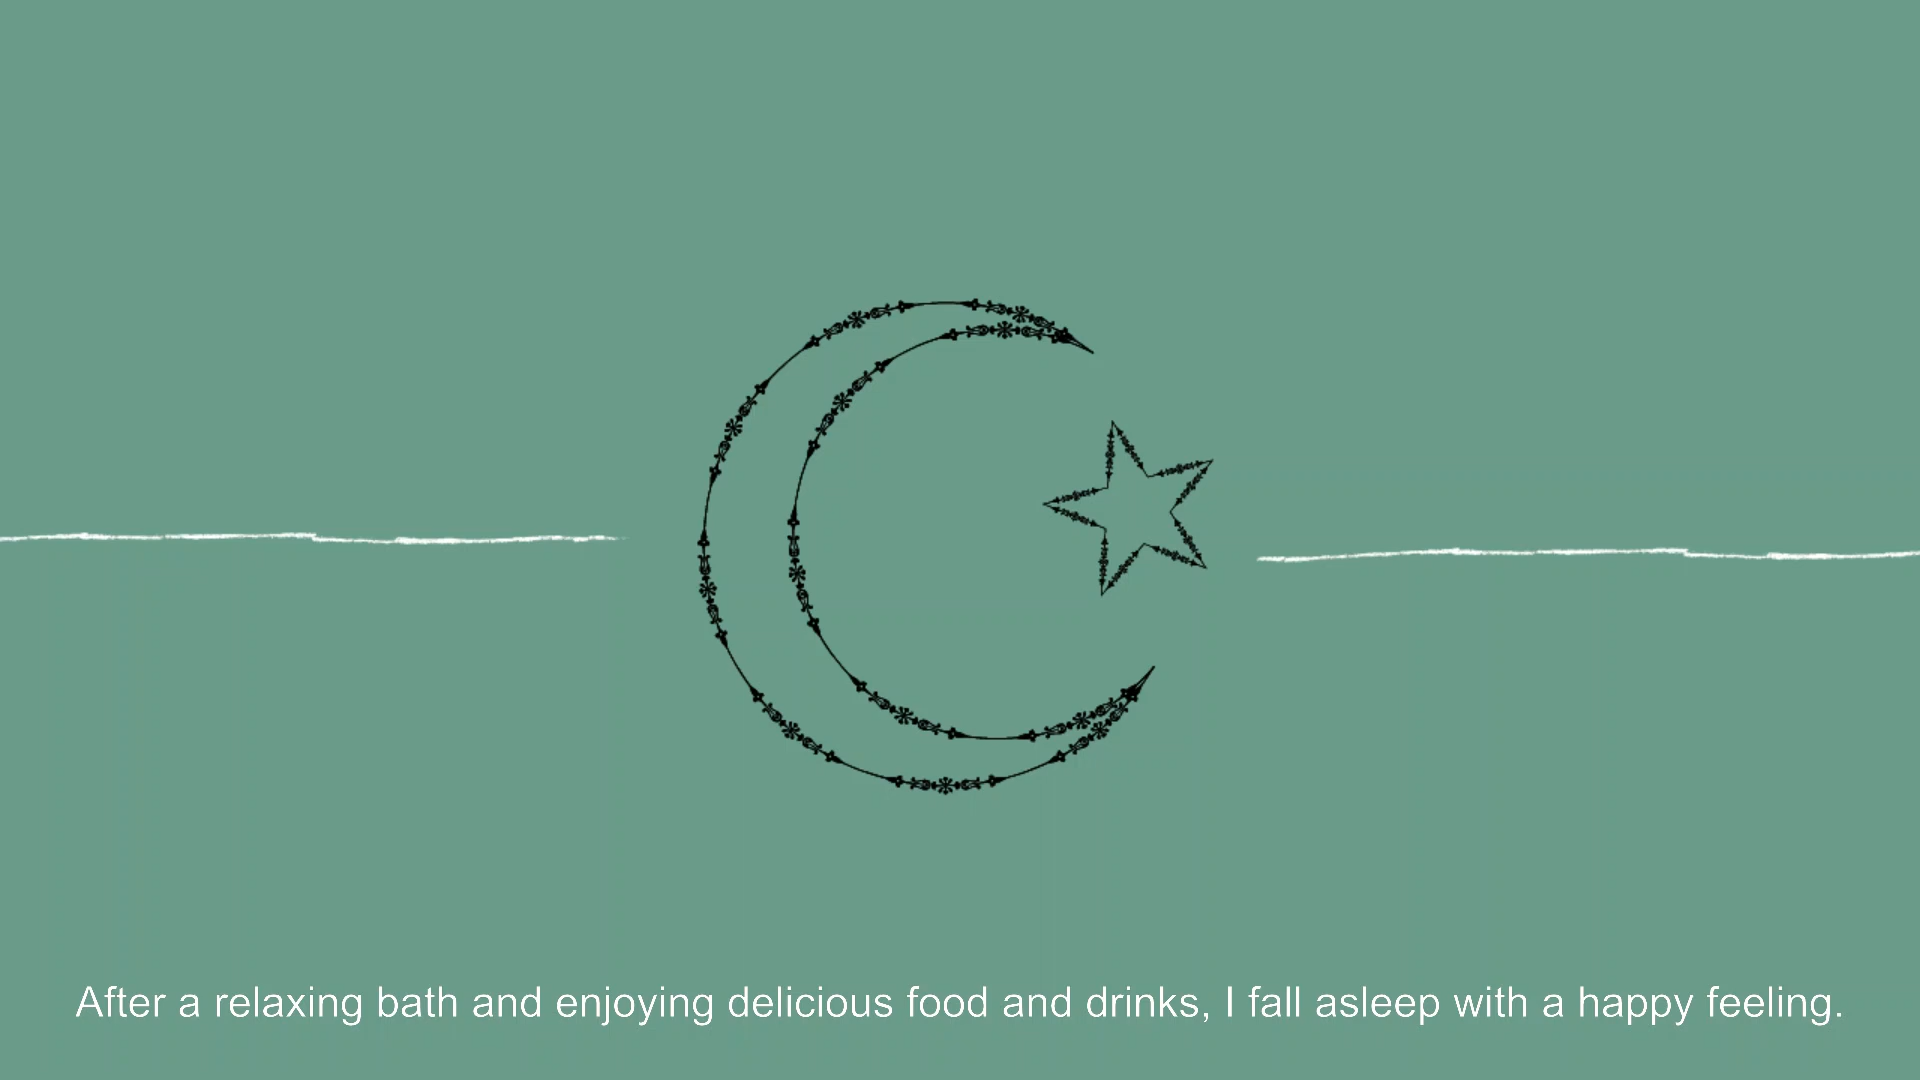 After a relaxing bath and enjoying delicious food and drinks, I fall asleep with a happy feeling.